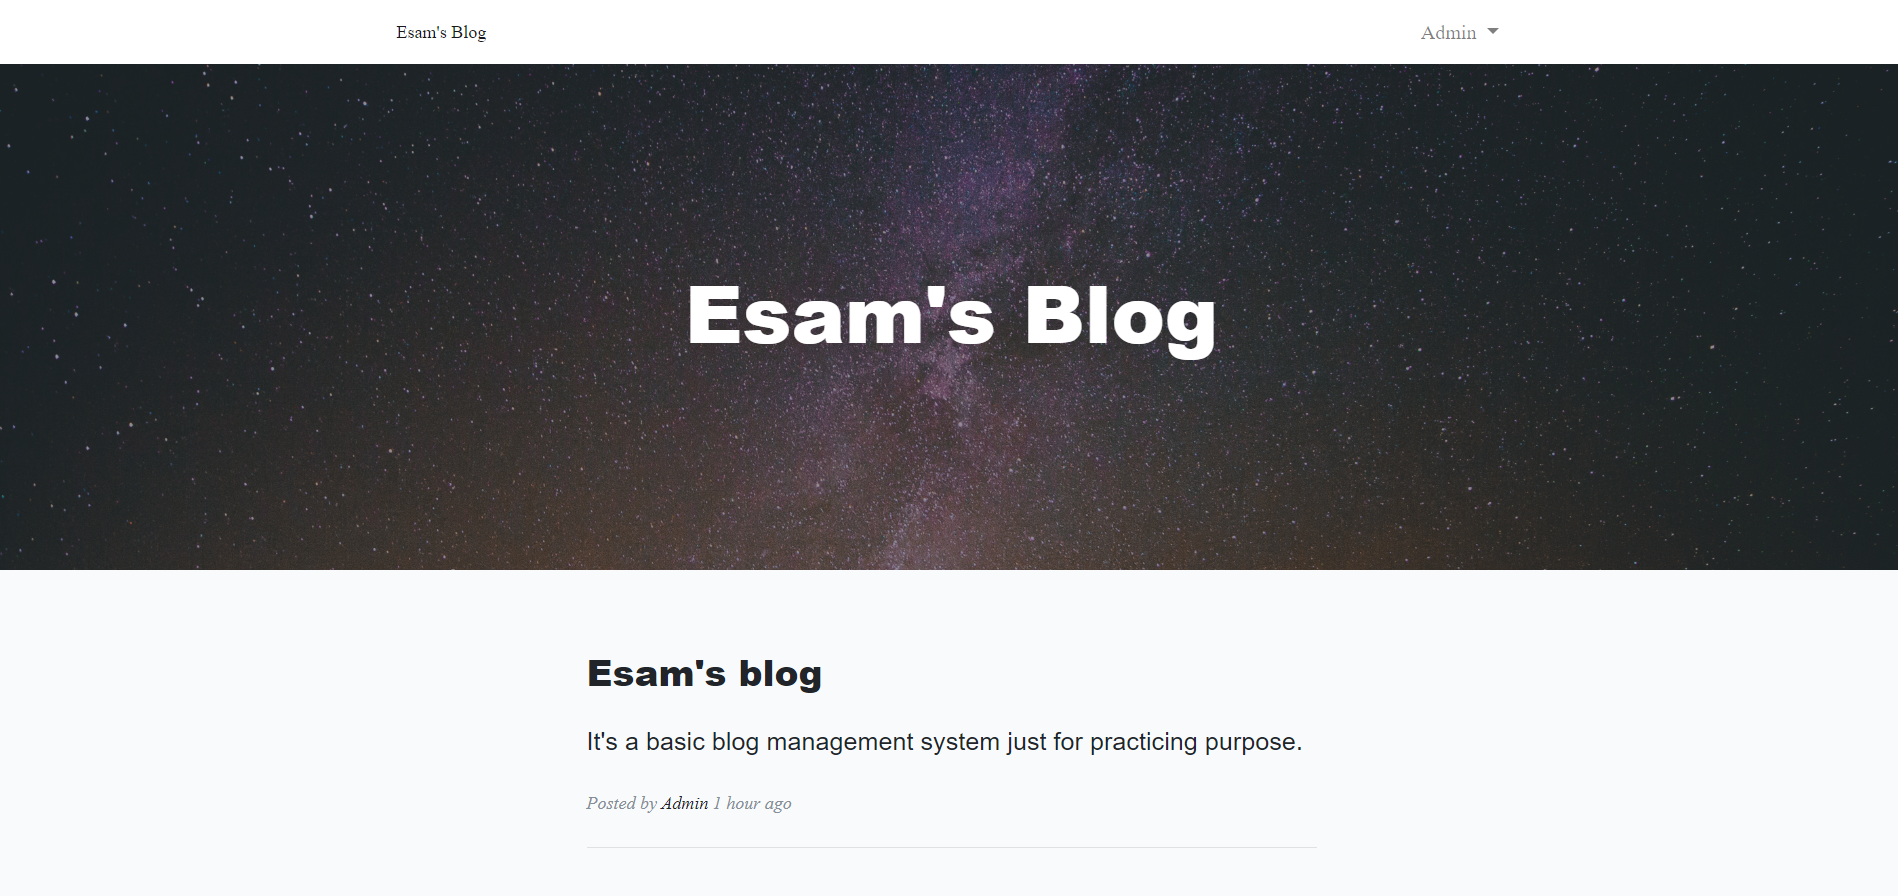 Esam's Blog
Admin
Esam's Blog
Esam's blog
It's a basic blog management system just for practicing purpose.
Posted by Admin 1 hour ago